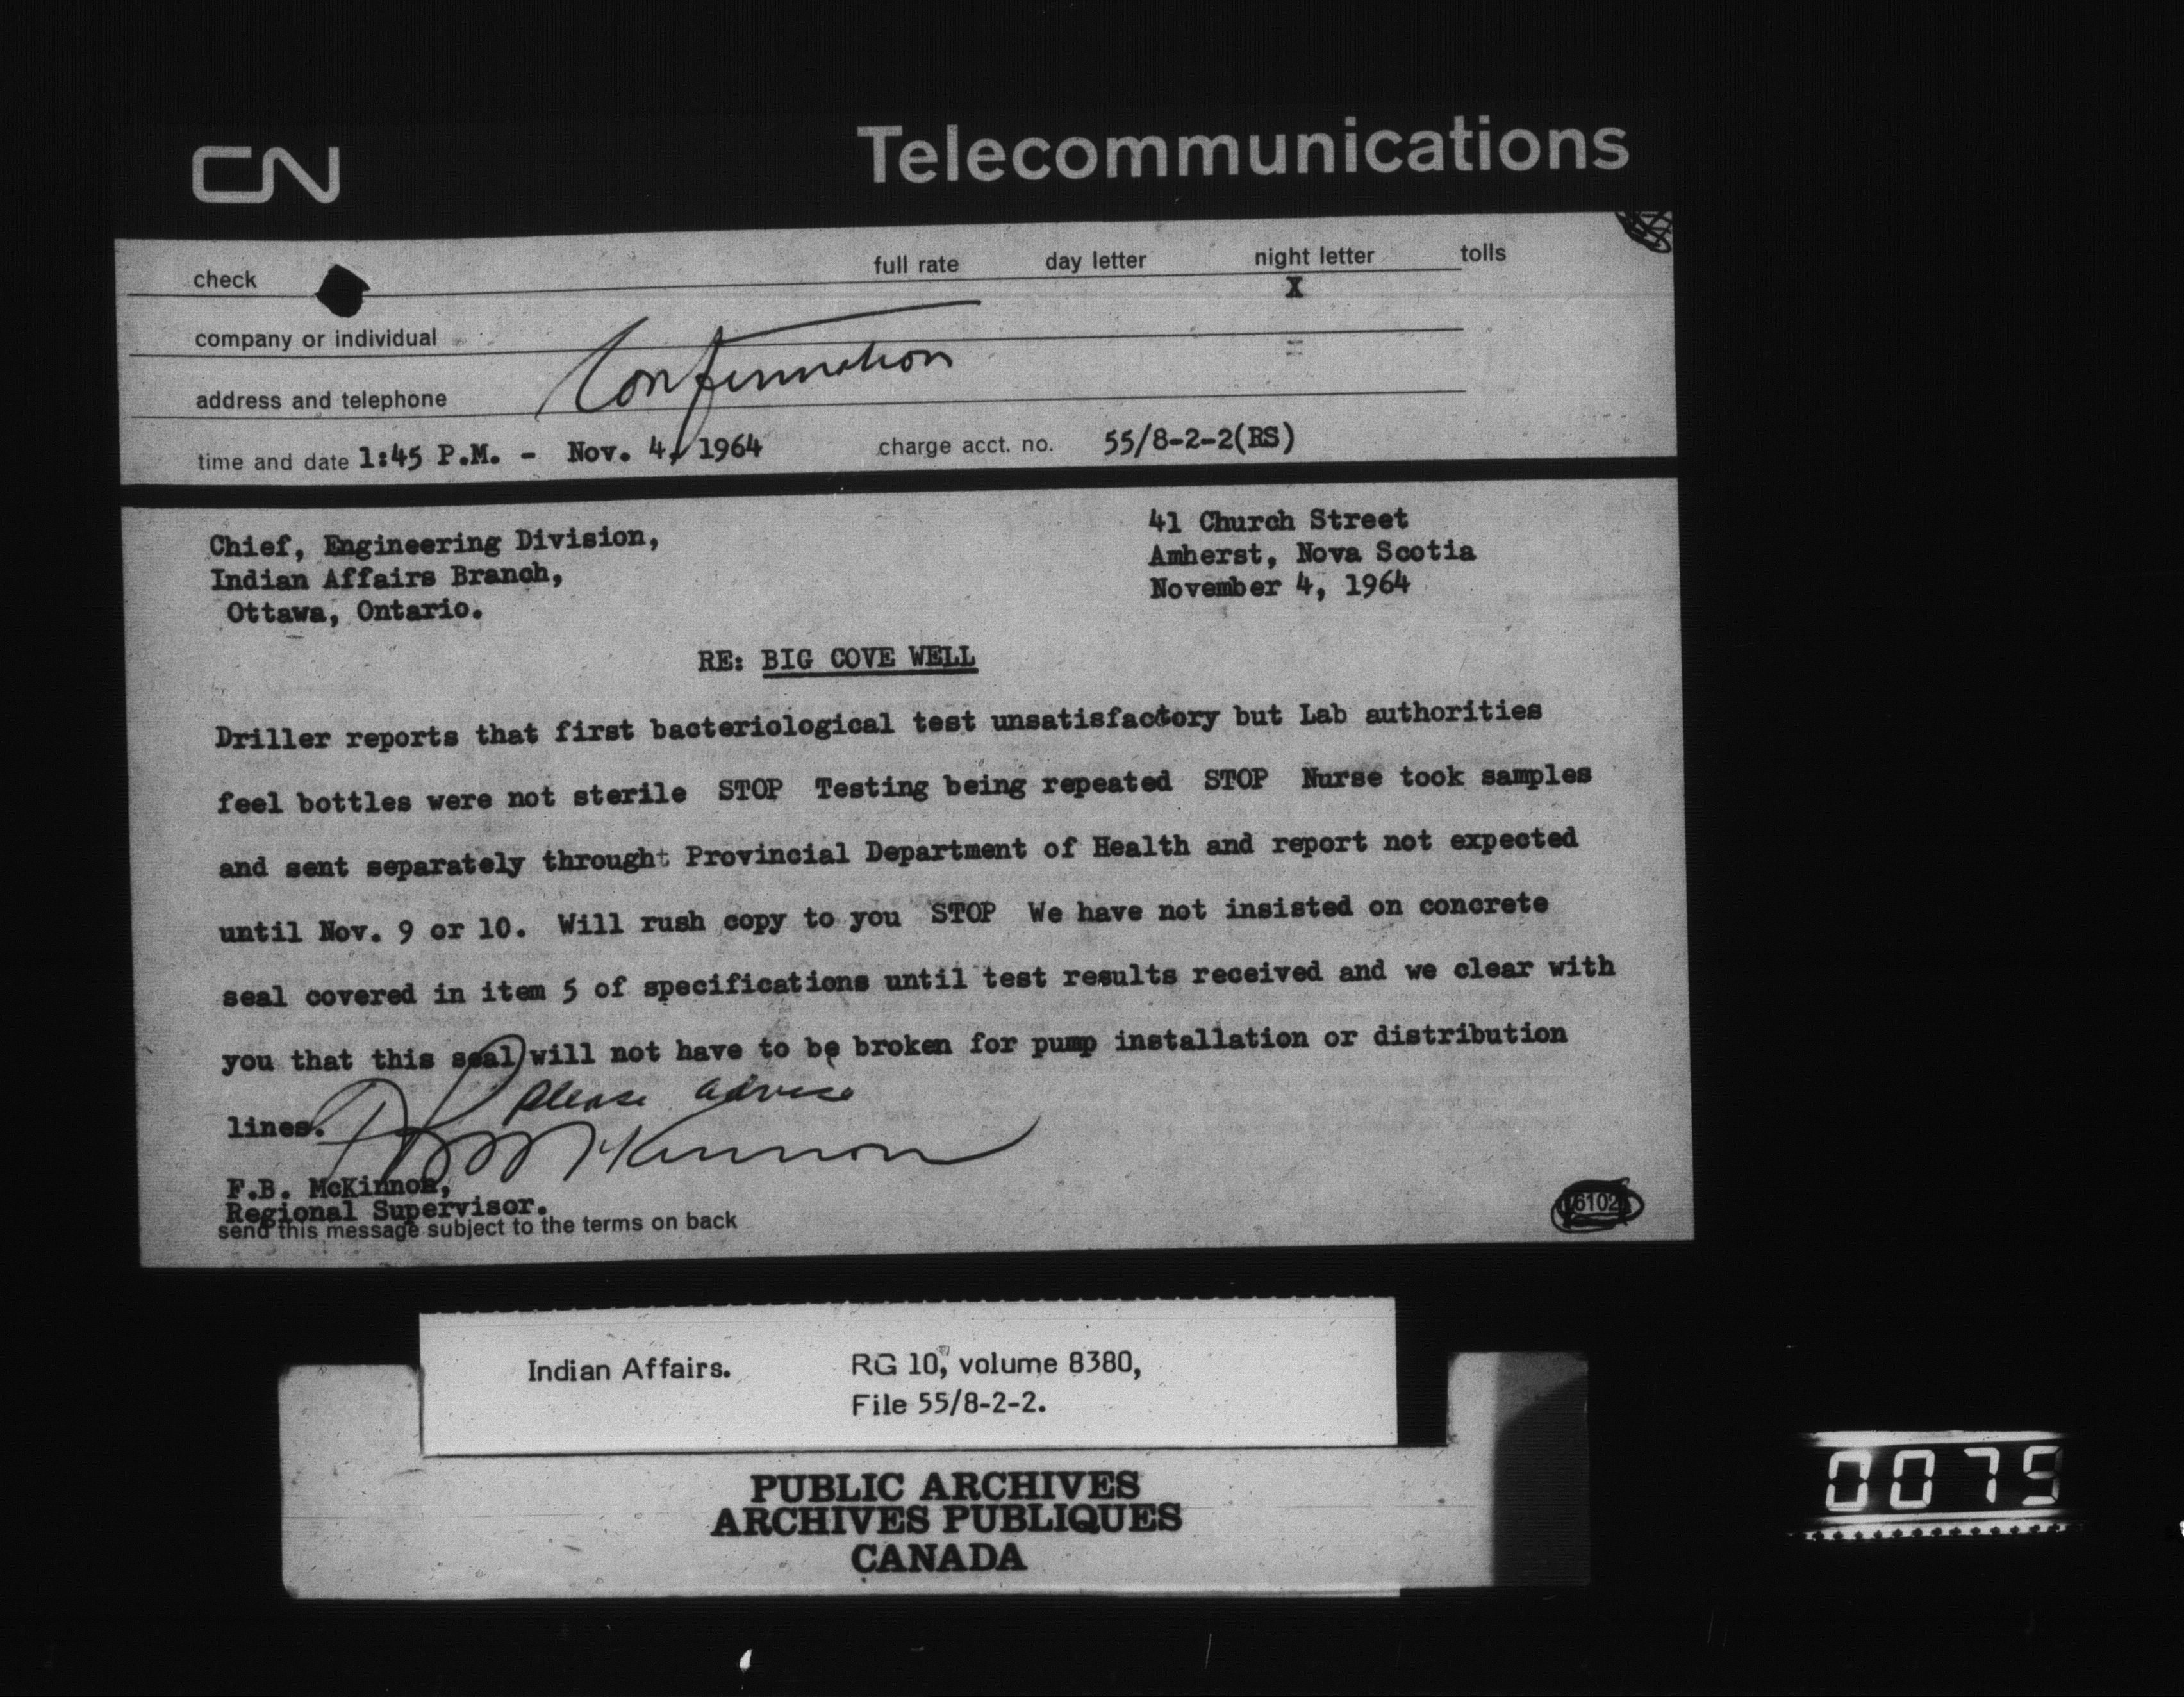 CN Telecommunications
check full rate day letter night letter tolls
X
company or individual
Confirmation
address and telephone
time and date 1:45 P.M. - Nov. 4, 1964 charge acct. no. 55/8-2-2(RS)
41 Church Street
Amherst, Nova Scotia
November 4, 1964
Chief, Engineering Division,
Indian Affairs Branch,
Ottawa, Ontario.
RE: BIG COVE WELL
Driller reports that first bacteriological test unsatisfactory but Lab authorities
feel bottles were not sterile STOP Testing being repeated STOP Nurse took samples
and sent separately throught Provincial Department of Health and report not expected
until Nov. 9 or 10. Will rush copy to you STOP We have not insisted on concrete
seal covered in item 5 of specifications until test results received and we clear with
you that this seal will not have to be broken for pump installation or distribution
please advise
lines.
FB McKinnon
F.B. McKinnon,
Regional Supervisor.
send this message subject to the terms on back
6102
Indian Affairs. RG 10, volume 8380,
File 55/8-2-2.
PUBLIC ARCHIVES
ARCHIVES PUBLIQUES
CANADA
0075